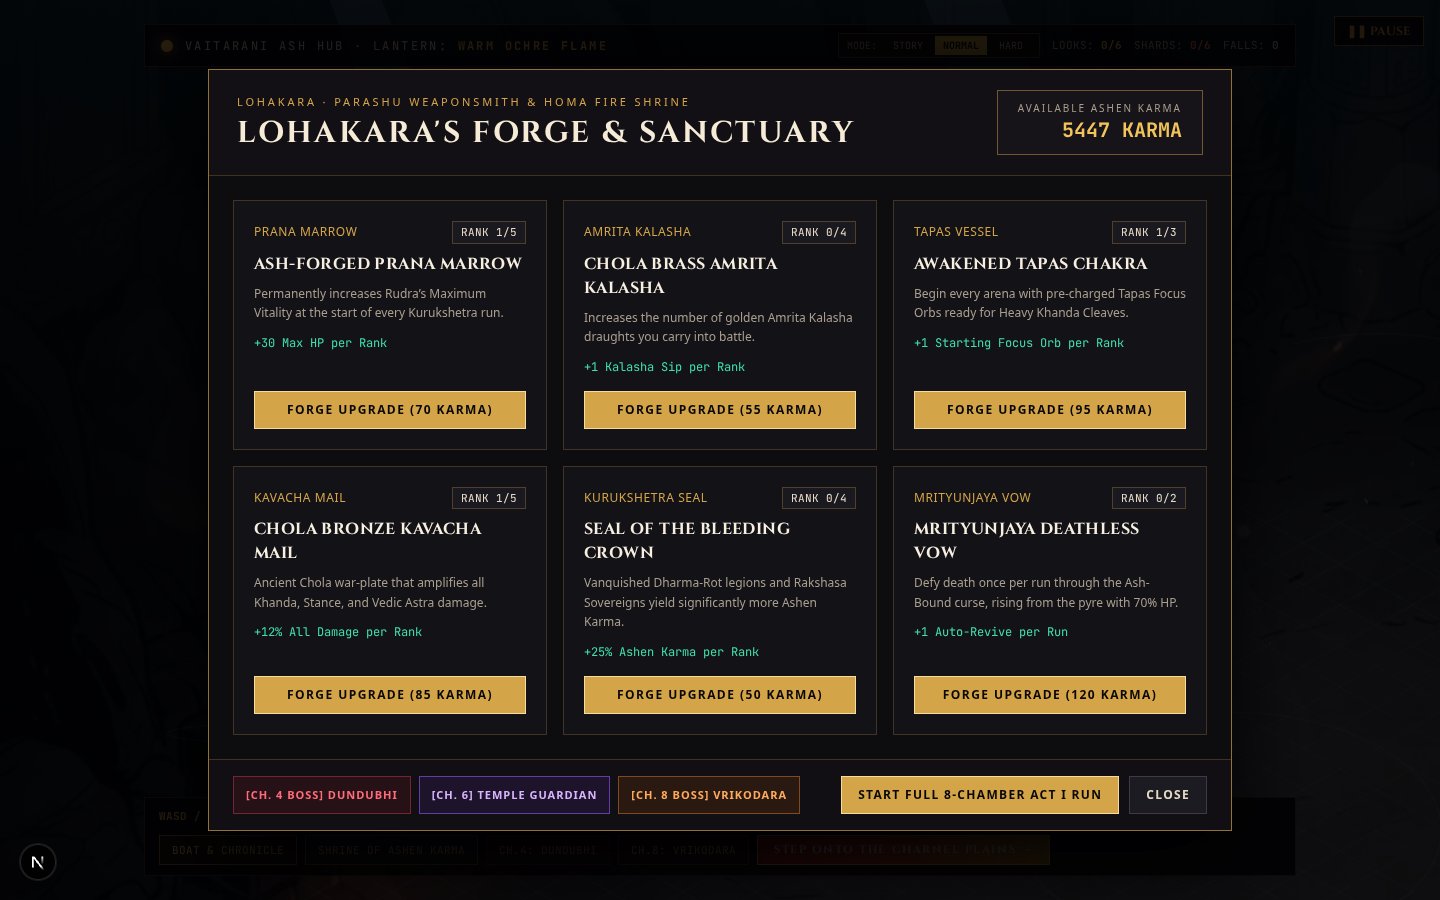 VAITARANI ASH HUB · LANTERN: WARM OCHRE FLAME
MODE: STORY NORMAL HARD LOOKS: 0/6 SHARDS: 0/6 FALLS: 0
PAUSE
LOHAKARA · PARASHU WEAPONSMITH & HOMA FIRE SHRINE
LOHAKARA'S FORGE & SANCTUARY
AVAILABLE ASHEN KARMA
5447 KARMA
PRANA MARROW
RANK 1/5
ASH-FORGED PRANA MARROW
Permanently increases Rudra's Maximum
Vitality at the start of every Kurukshetra run.
+30 Max HP per Rank
FORGE UPGRADE (70 KARMA)
AMRITA KALASHA
RANK 0/4
CHOLA BRASS AMRITA
KALASHA
Increases the number of golden Amrita Kalasha
draughts you carry into battle.
+1 Kalasha Sip per Rank
FORGE UPGRADE (55 KARMA)
TAPAS VESSEL
RANK 1/3
AWAKENED TAPAS CHAKRA
Begin every arena with pre-charged Tapas Focus
Orbs ready for Heavy Khanda Cleaves.
+1 Starting Focus Orb per Rank
FORGE UPGRADE (95 KARMA)
KAVACHA MAIL
RANK 1/5
CHOLA BRONZE KAVACHA
MAIL
Ancient Chola war-plate that amplifies all
Khanda, Stance, and Vedic Astra damage.
+12% All Damage per Rank
FORGE UPGRADE (85 KARMA)
KURUKSHETRA SEAL
RANK 0/4
SEAL OF THE BLEEDING
CROWN
Vanquished Dharma-Rot legions and Rakshasa
Sovereigns yield significantly more Ashen
Karma.
+25% Ashen Karma per Rank
FORGE UPGRADE (50 KARMA)
MRITYUNJAYA VOW
RANK 0/2
MRITYUNJAYA DEATHLESS
VOW
Defy death once per run through the Ash-
Bound curse, rising from the pyre with 70% HP.
+1 Auto-Revive per Run
FORGE UPGRADE (120 KARMA)
[CH. 4 BOSS] DUNDUBHI
[CH. 6] TEMPLE GUARDIAN
[CH. 8 BOSS] VRIKODARA
START FULL 8-CHAMBER ACT I RUN
CLOSE
WASD /
BOAT & CHRONICLE
SHRINE OF ASHEN KARMA
CH.4: DUNDUBHI
CH.8: VRIKODARA
STEP ONTO THE CHARNEL PLAINS →
N